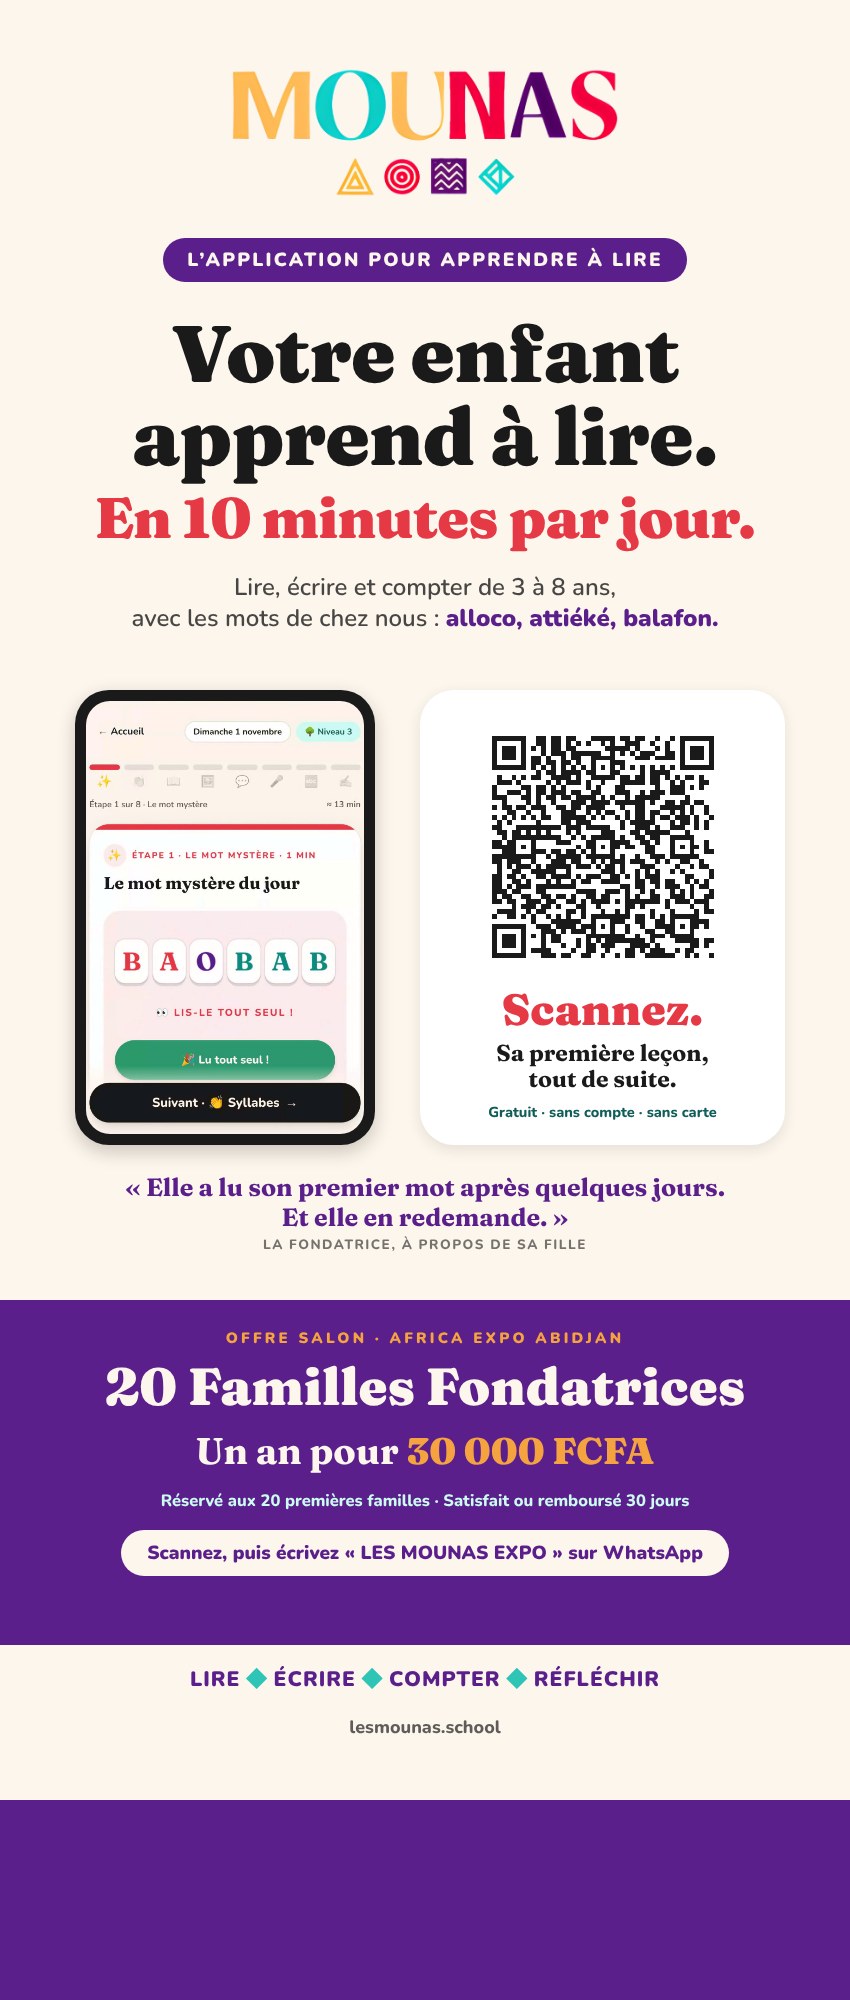 MOUNAS
L’APPLICATION POUR APPRENDRE À LIRE
Votre enfant
apprend à lire.
En 10 minutes par jour.
Lire, écrire et compter de 3 à 8 ans,
avec les mots de chez nous : alloco, attiéké, balafon.
← Accueil
Dimanche 1 novembre
Niveau 3
Étape 1 sur 8 · Le mot mystère
≈ 13 min
ÉTAPE 1 · LE MOT MYSTÈRE · 1 MIN
Le mot mystère du jour
BAOBAB
LIS-LE TOUT SEUL !
Lu tout seul !
Suivant · Syllabes →
Scannez.
Sa première leçon,
tout de suite.
Gratuit · sans compte · sans carte
« Elle a lu son premier mot après quelques jours.
Et elle en redemande. »
LA FONDATRICE, À PROPOS DE SA FILLE
OFFRE SALON · AFRICA EXPO ABIDJAN
20 Familles Fondatrices
Un an pour 30 000 FCFA
Réservé aux 20 premières familles · Satisfait ou remboursé 30 jours
Scannez, puis écrivez « LES MOUNAS EXPO » sur WhatsApp
LIRE ◆ ÉCRIRE ◆ COMPTER ◆ RÉFLÉCHIR
lesmounas.school